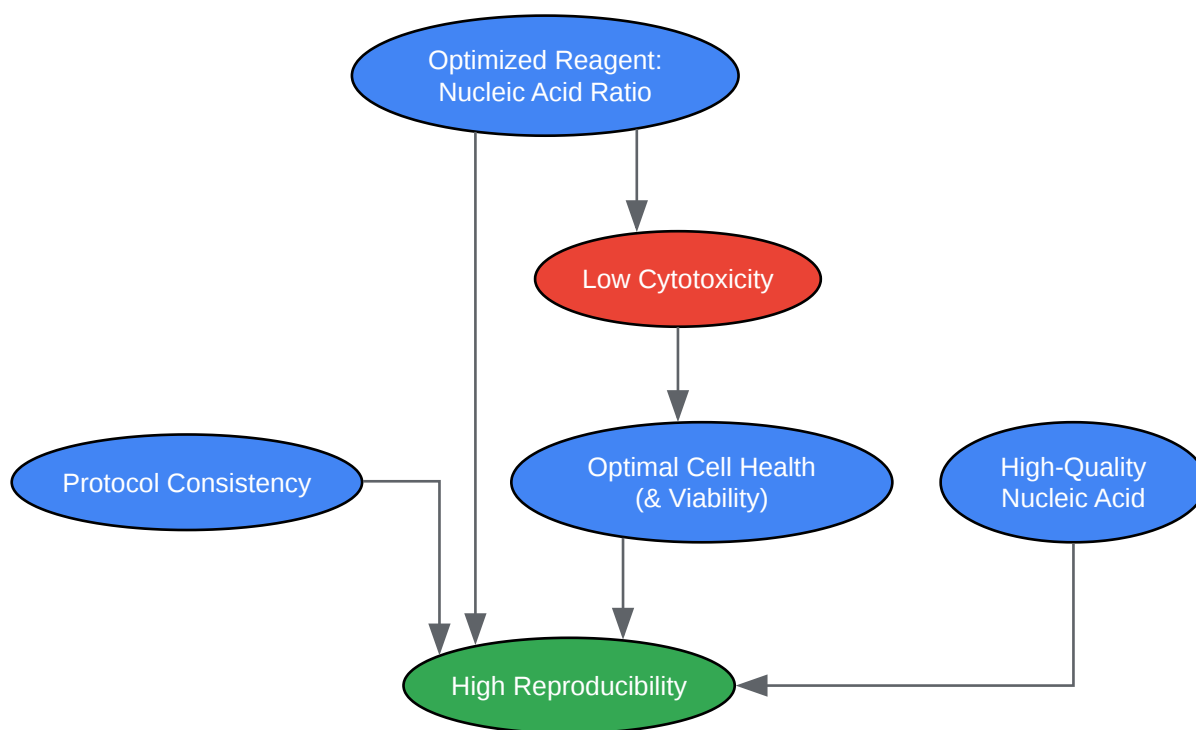 Optimized Reagent:
Nucleic Acid Ratio
Low Cytotoxicity
Protocol Consistency
Optimal Cell Health
(& Viability)
High-Quality
Nucleic Acid
High Reproducibility